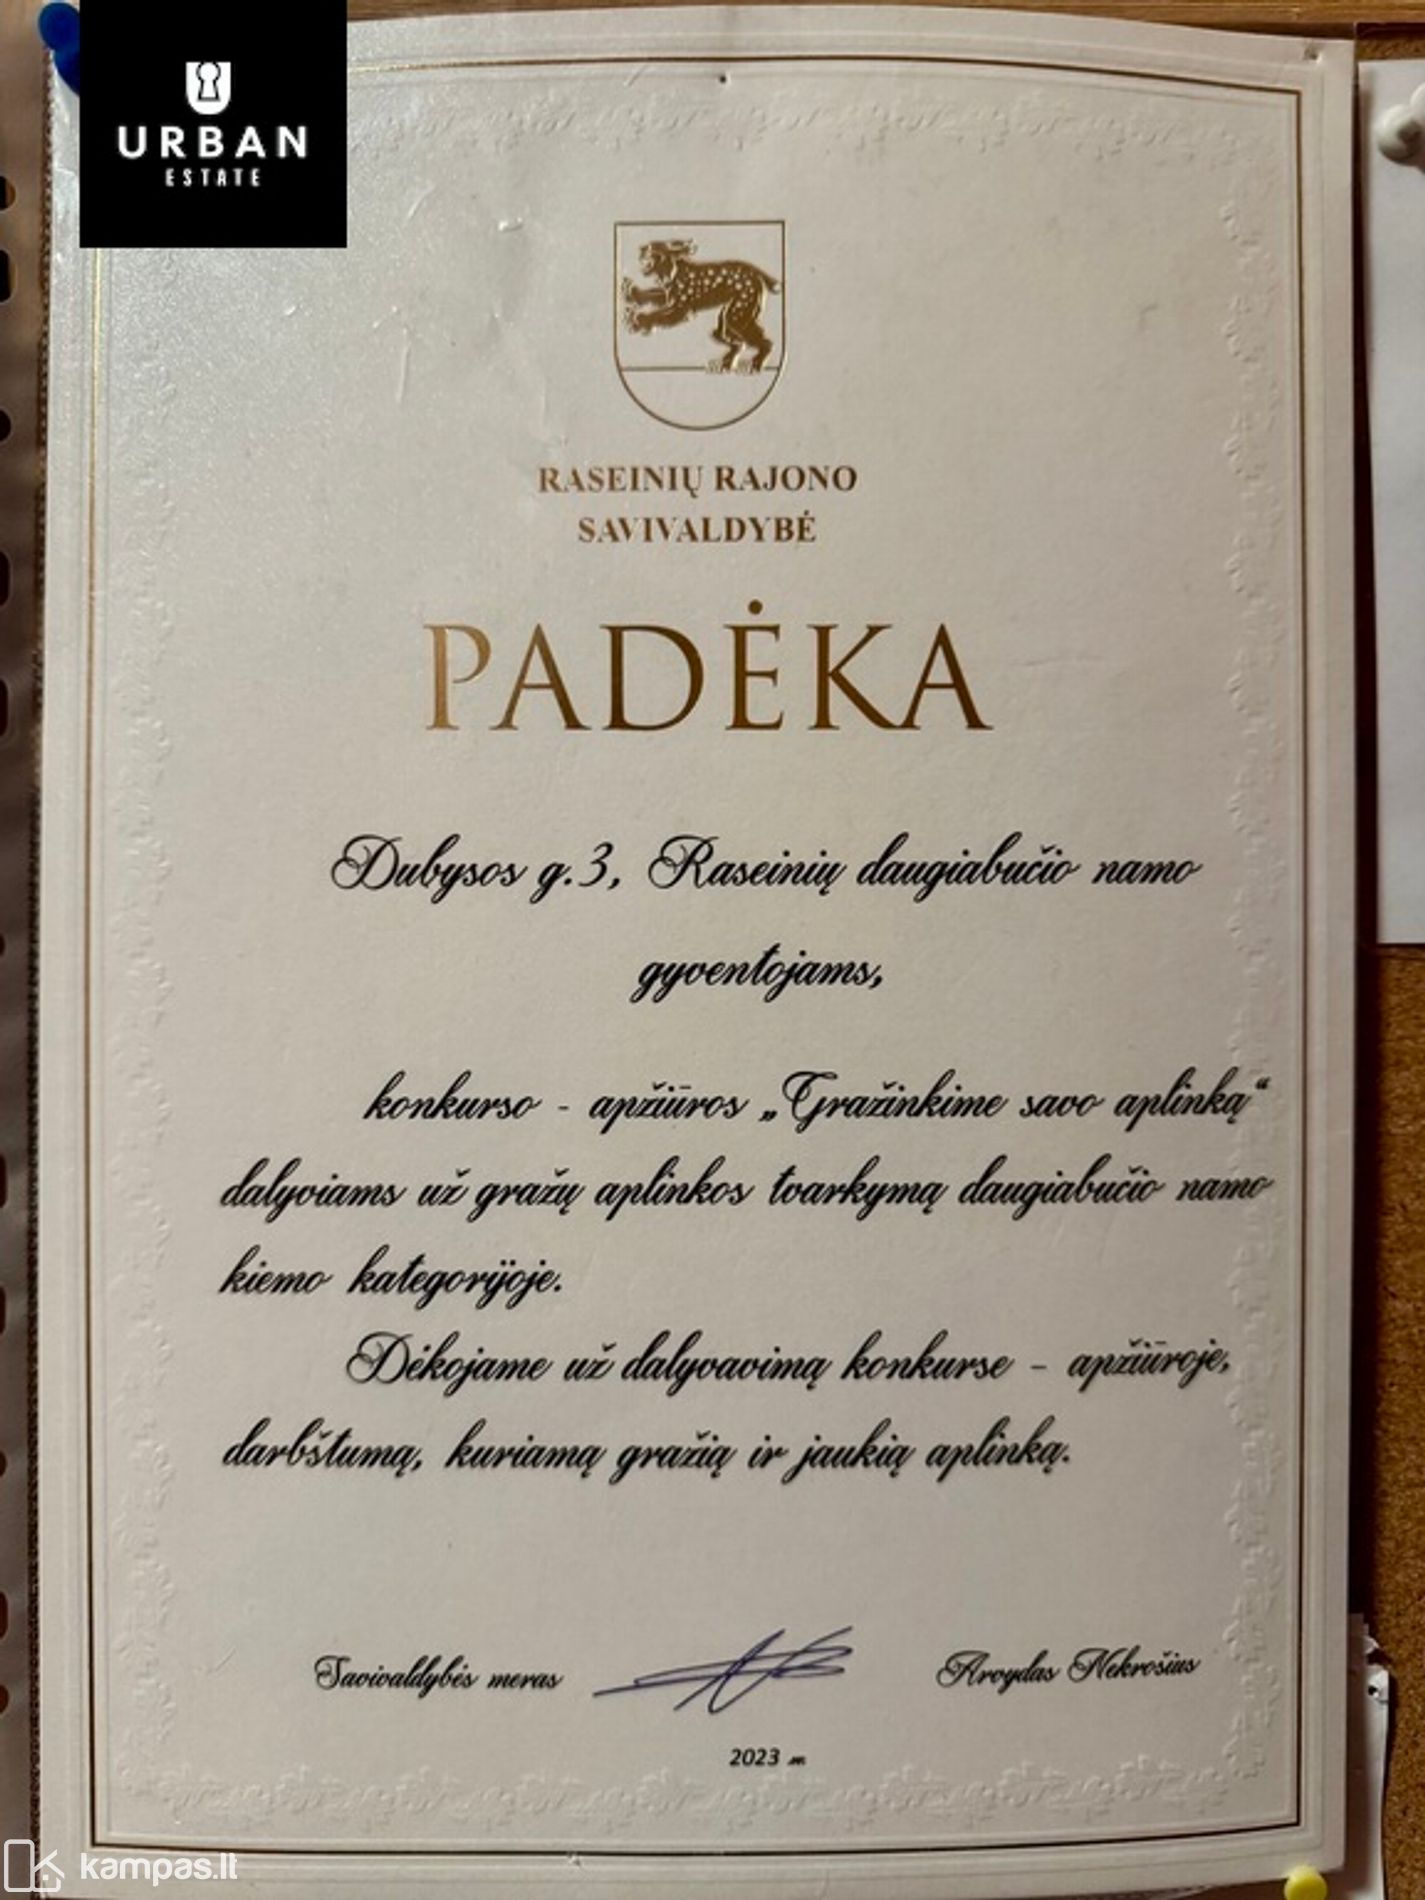 URBAN
ESTATE
RASEINIŲ RAJONO
SAVIVALDYBĖ
PADĖKA
Dubysos g.3, Raseinių daugiabučio namo
gyventojams,
konkurso - apžiūros „Gražinkime savo aplinką“
dalyviams už gražų aplinkos tvarkymą daugiabučio namo
kiemo kategorijoje.
Dėkojame už dalyvavimą konkurse - apžiūroje,
darbštumą, kuriamą gražią ir jaukią aplinką.
Savivaldybės meras Arvydas Nekrošius
2023 m.
kampas.lt